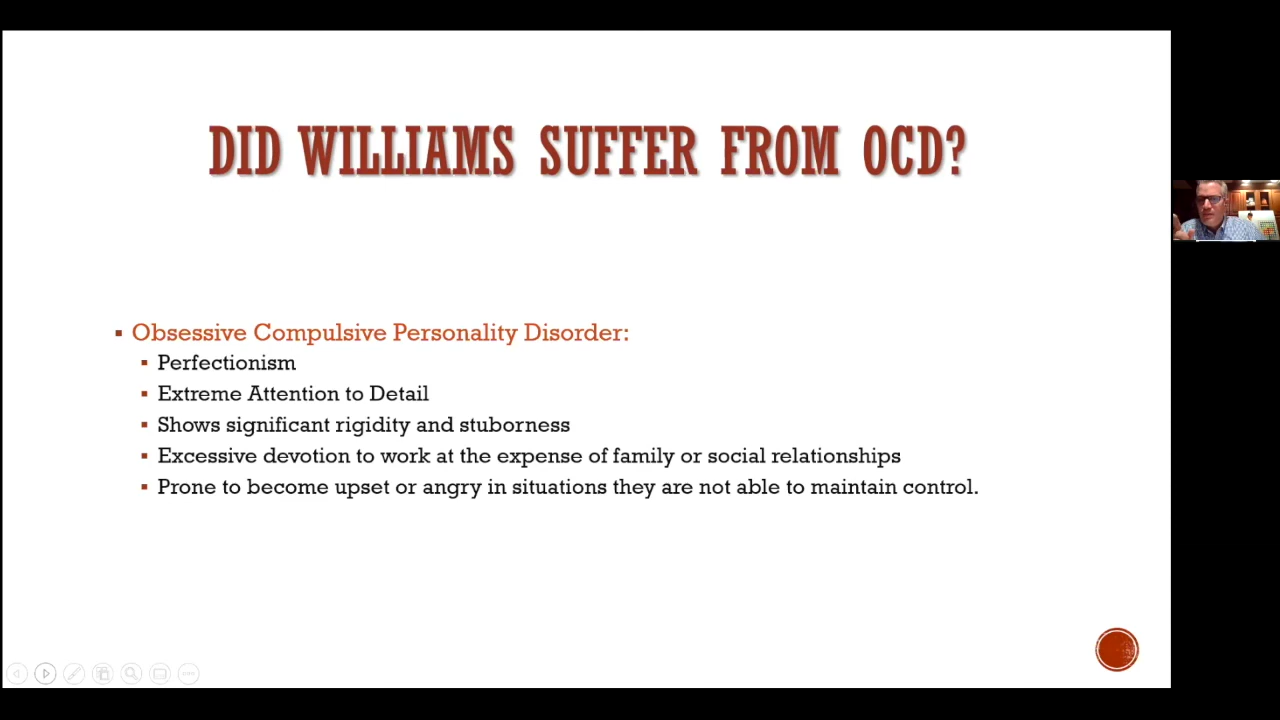 DID WILLIAMS SUFFER FROM OCD?
Obsessive Compulsive Personality Disorder:
Perfectionism
Extreme Attention to Detail
Shows significant rigidity and stuborness
Excessive devotion to work at the expense of family or social relationships
Prone to become upset or angry in situations they are not able to maintain control.